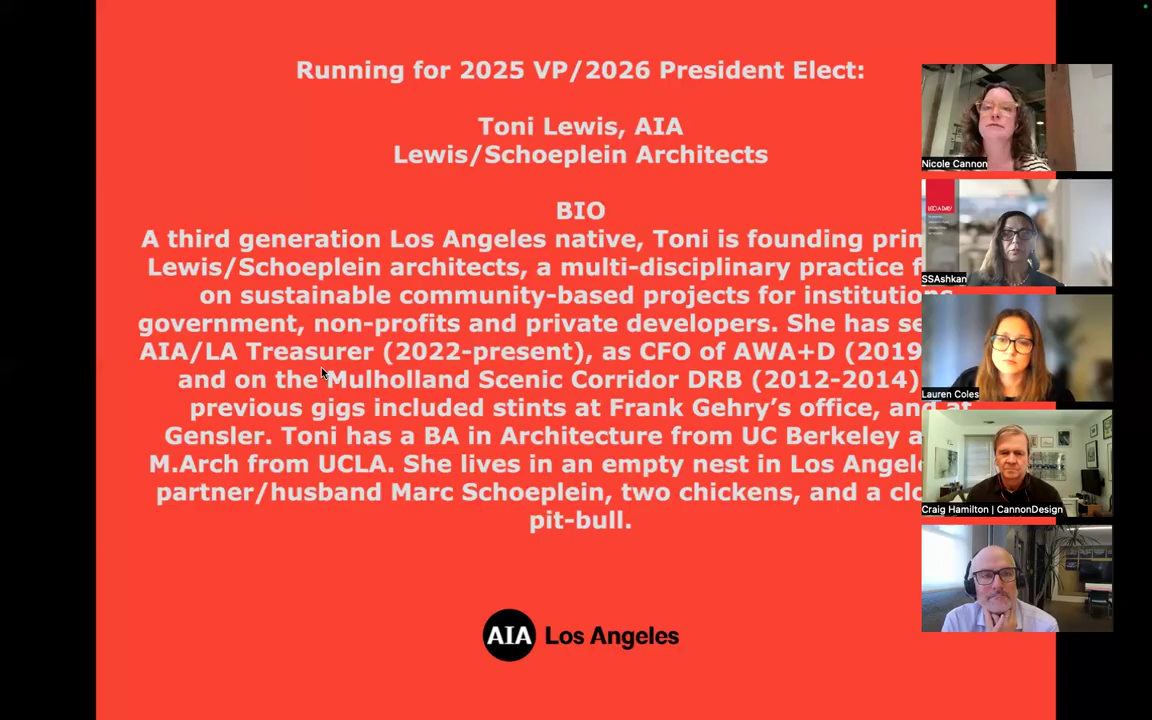 Running for 2025 VP/2026 President Elect:
Toni Lewis, AIA
Lewis/Schoeplein Architects
BIO
A third generation Los Angeles native, Toni is founding
Lewis/Schoeplein architects, a multi-disciplinary practice
on sustainable community-based projects for
government, non-profits and private developers. She has
AIA/LA Treasurer (2022-present), as CFO of AWA+D (2019
and on the Mulholland Scenic Corridor DRB (2012-2014)
previous gigs included stints at Frank Gehry's office, and at
Gensler. Toni has a BA in Architecture from UC Berkeley
M.Arch from UCLA. She lives in an empty nest in Los
partner/husband Marc Schoeplein, two chickens, and a
pit-bull.
AIA Los Angeles
Nicole Cannon
SSAshkan
Lauren Coles
Craig Hamilton | CannonDesign